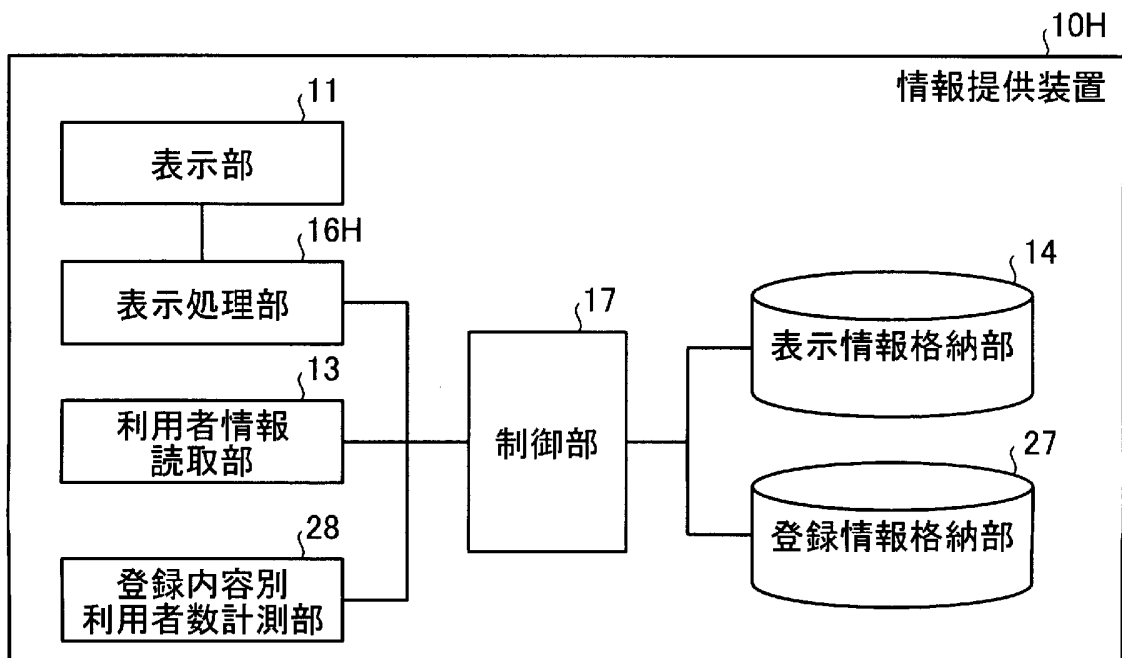 10H
情報提供装置
11
表示部
16H
表示処理部
13
利用者情報
読取部
28
登録内容別
利用者数計測部
17
制御部
14
表示情報格納部
27
登録情報格納部